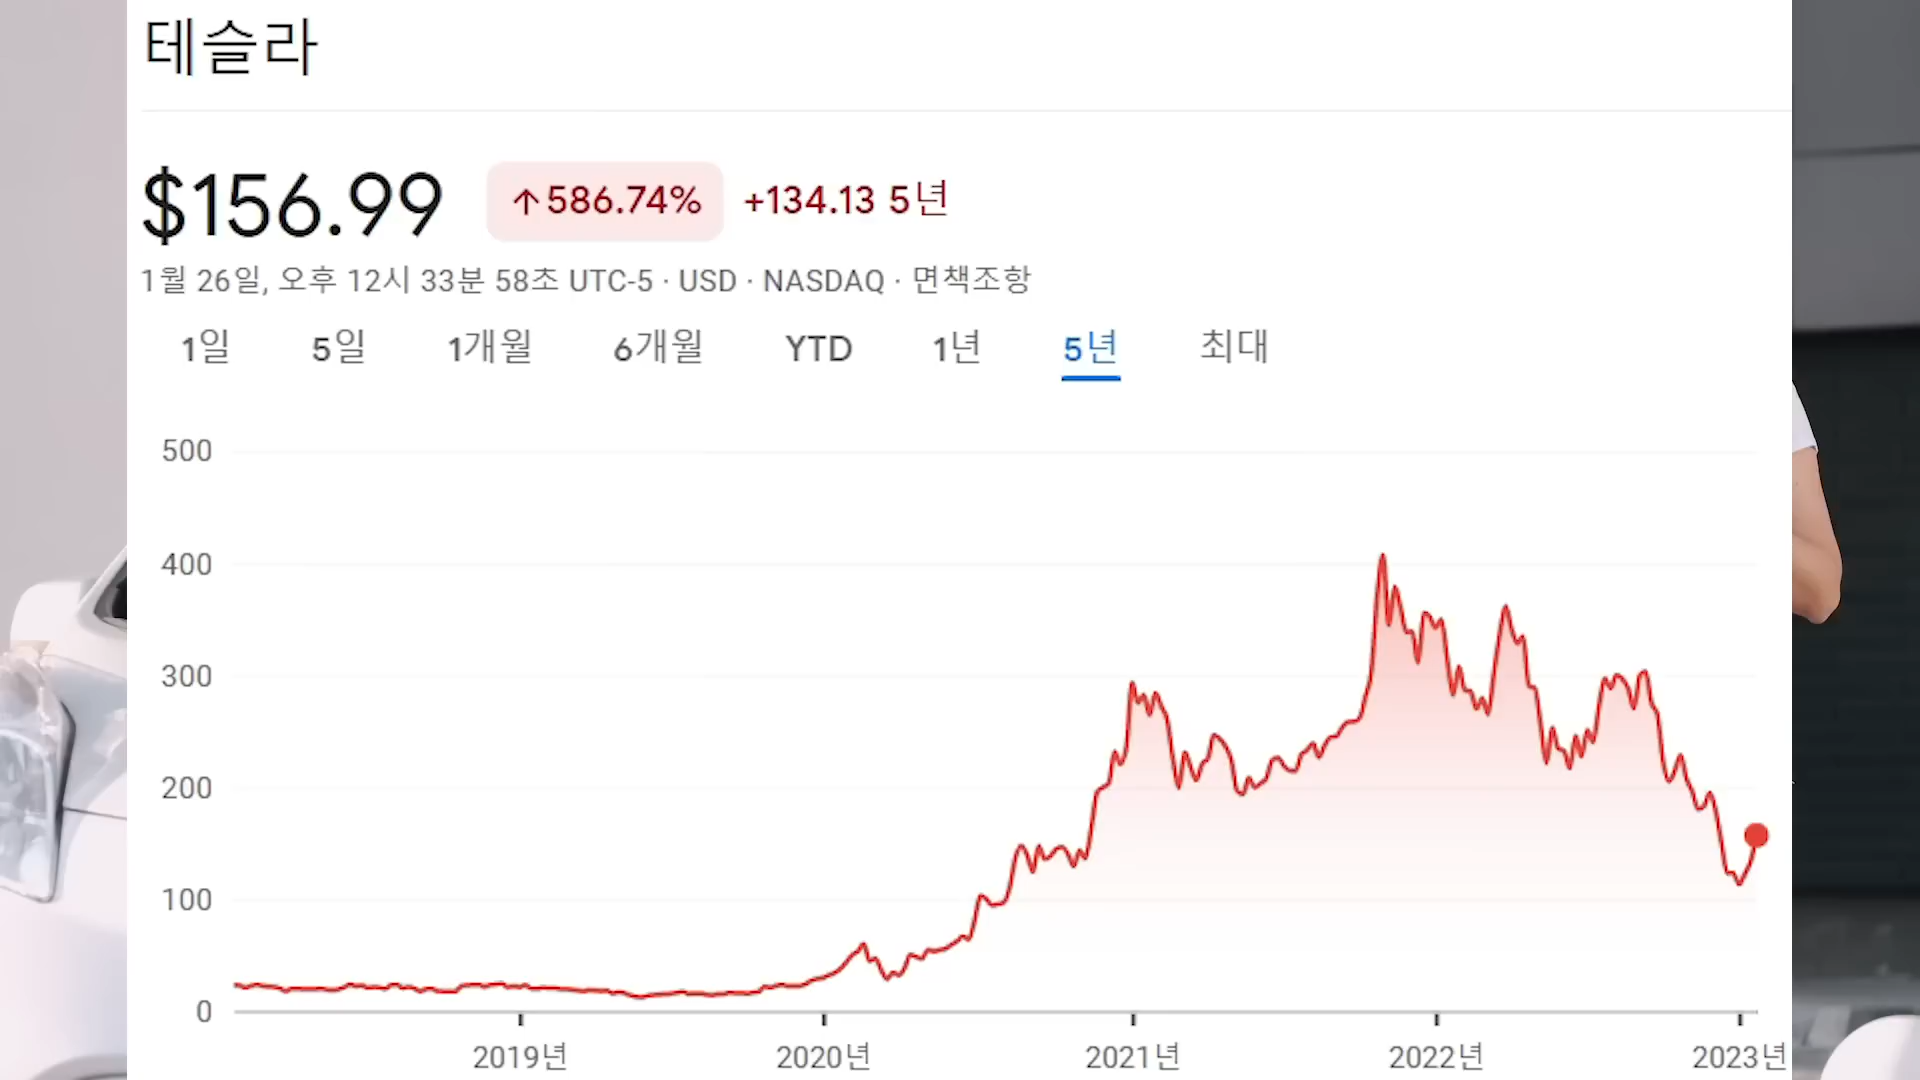 테슬라
$156.99 ↑586.74% +134.13 5년
1월 26일, 오후 12시 33분 58초 UTC-5 · USD · NASDAQ · 면책조항
1일 5일 1개월 6개월 YTD 1년 5년 최대
500
400
300
200
100
0
2019년 2020년 2021년 2022년 2023년